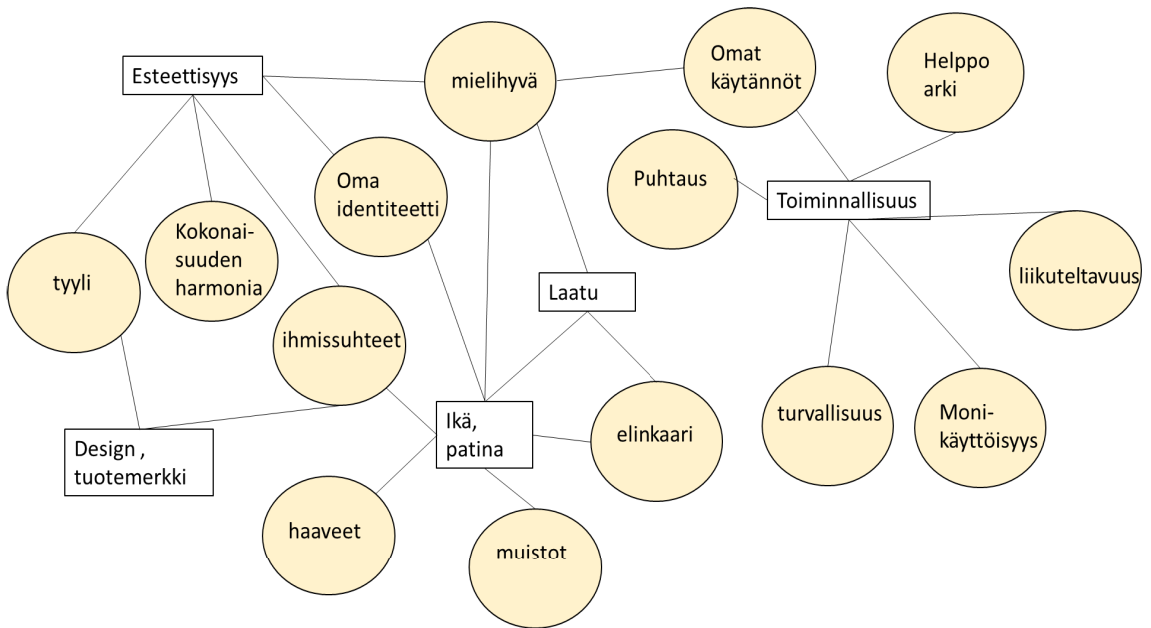 Esteettisyys
mielihyvä
Omat
käytännöt
Helppo
arki
Oma
identiteetti
Puhtaus
Toiminnallisuus
Kokonai-
suuden
harmonia
tyyli
Laatu
liikuteltavuus
ihmissuhteet
Design ,
tuotemerkki
Ikä,
patina
elinkaari
turvallisuus
Moni-
käyttöisyys
haaveet
muistot